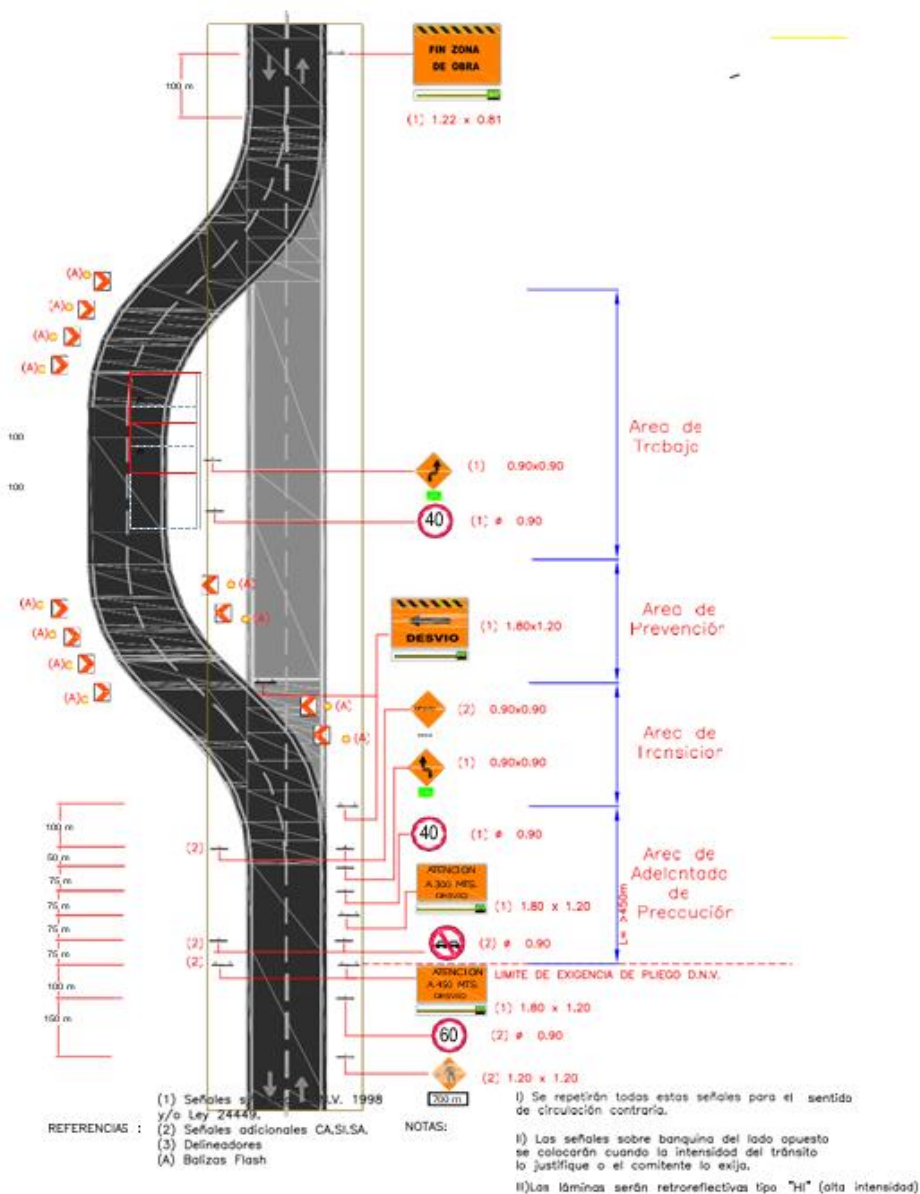 FIN ZONA
DE OBRA
100 m
(1) 1.22 x 0.81
(A)
(A)
(A)
(A)
Area de
Trabajo
100
100
(1) 0.90x0.90
40
(1) ø 0.90
(A)
(A)
(A)
(A)
(A)
(A)
DESVIO
(1) 1.80x1.20
Area de
Prevención
(A)
(A)
(2) 0.90x0.90
(1) 0.90x0.90
Area de
Transicion
100 m
(2)
40
(1) ø 0.90
50 m
75 m
75 m
75 m
75 m
ATENCION
A 300 MTS.
DESVIO
(1) 1.80 x 1.20
Area de
Adelantada
de
Precaución
L= >450m
(2)
(2) ø 0.90
(2)
LIMITE DE EXIGENCIA DE PLIEGO D.N.V.
ATENCION
A 450 MTS.
DESVIO
(1) 1.80 x 1.20
100 m
150 m
60
(2) ø 0.90
(2) 1.20 x 1.20
700 m
REFERENCIAS :
(1) Señales .N.V. 1998
y/o Ley 24449.
(2) Señales adicionales CA.SI.SA.
(3) Delineadores
(A) Balizas Flash
NOTAS:
I) Se repetirán todas estas señales para el sentido
de circulación contraria.
II) Las señales sobre banquina del lado opuesto
se colocarán cuando la intensidad del tránsito
lo justifique o el comitente lo exija.
III)Las láminas serán retroreflectivas tipo "HI" (alta intensidad)